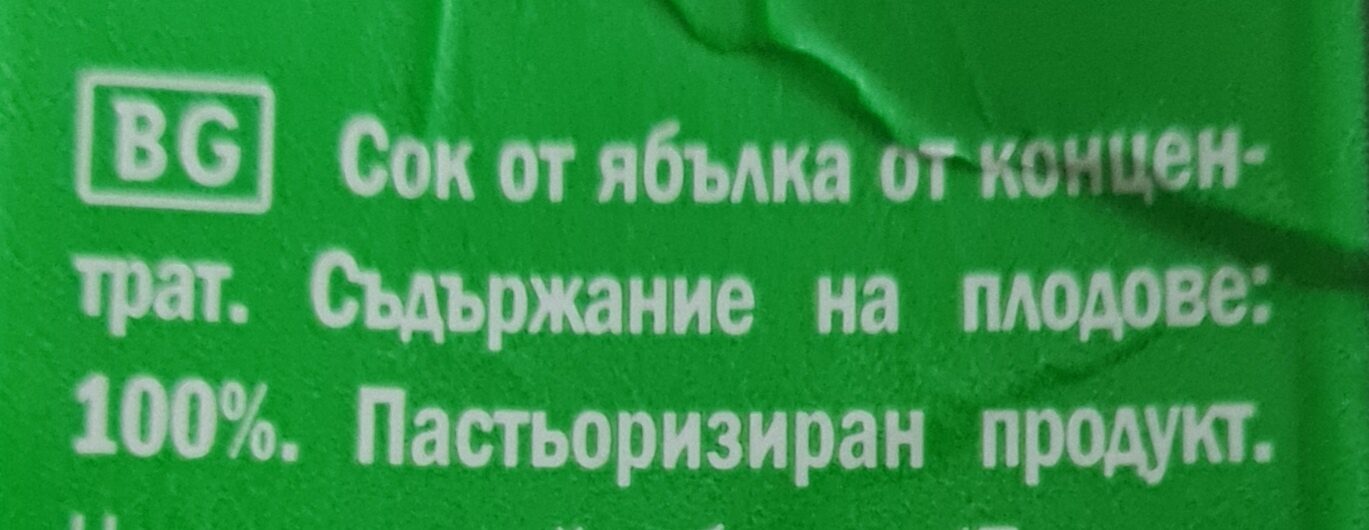 BG Сок от ябълка от концен-
трат. Съдържание на плодове:
100%. Пастьоризиран продукт.